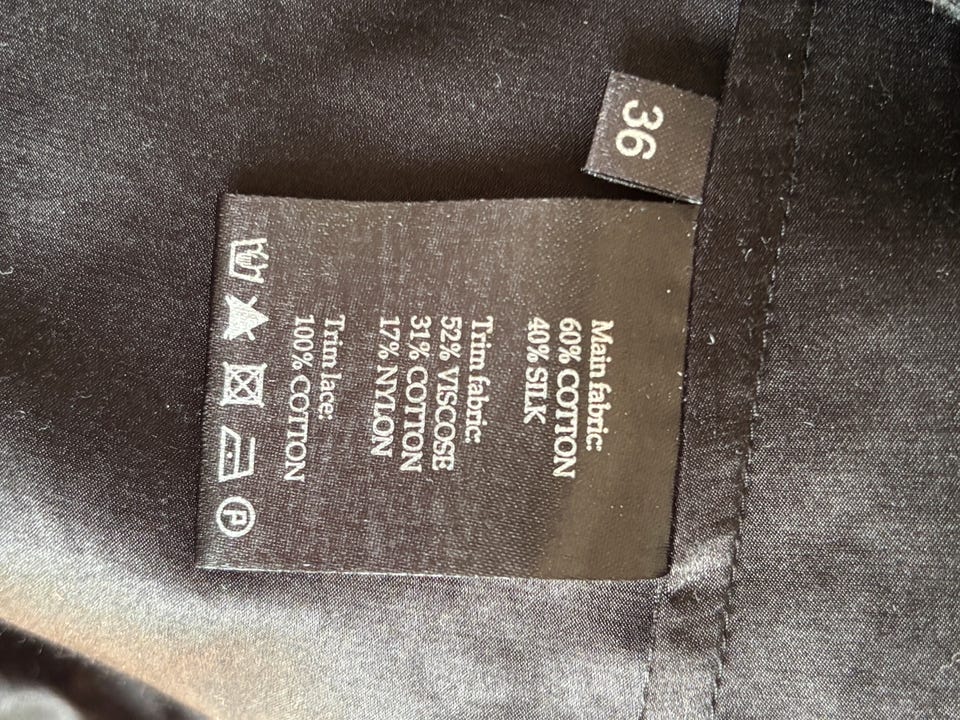 36
Main fabric:
60% COTTON
40% SILK
Trim fabric:
52% VISCOSE
31% COTTON
17% NYLON
Trim lace:
100% COTTON
P